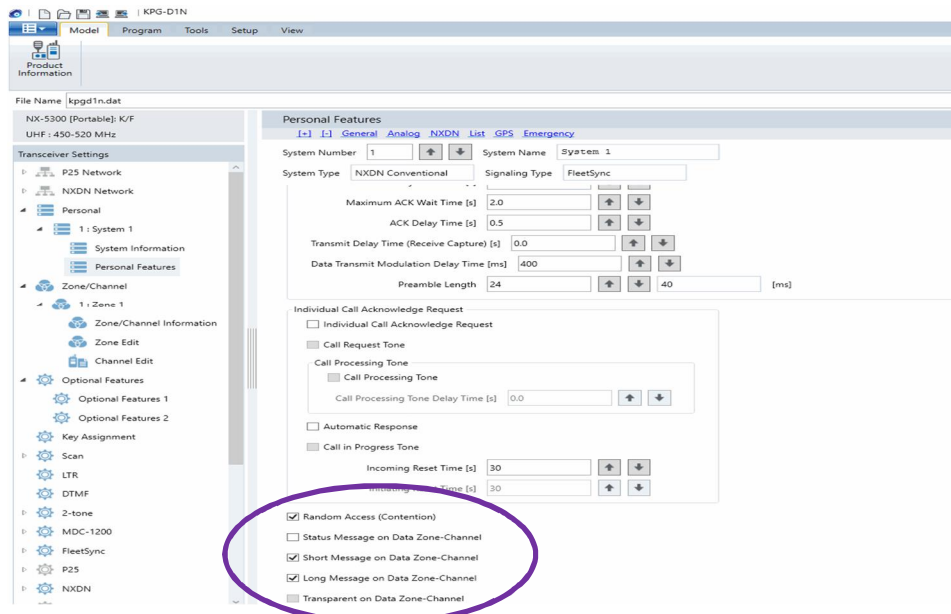 KPG-D1N
Model Program Tools Setup View
Product
Information
File Name kpgd1n.dat
NX-5300 [Portable]: K/F
UHF : 450-520 MHz
Transceiver Settings
P25 Network
NXDN Network
Personal
1 : System 1
System Information
Personal Features
Zone/Channel
1 : Zone 1
Zone/Channel Information
Zone Edit
Channel Edit
Optional Features
Optional Features 1
Optional Features 2
Key Assignment
Scan
LTR
DTMF
2-tone
MDC-1200
FleetSync
P25
NXDN
Personal Features
[+] [-] General Analog NXDN List GPS Emergency
System Number 1 System Name System 1
System Type NXDN Conventional Signaling Type FleetSync
Maximum ACK Wait Time [s] 2.0
ACK Delay Time [s] 0.5
Transmit Delay Time (Receive Capture) [s] 0.0
Data Transmit Modulation Delay Time [ms] 400
Preamble Length 24 40 [ms]
Individual Call Acknowledge Request
Individual Call Acknowledge Request
Call Request Tone
Call Processing Tone
Call Processing Tone
Call Processing Tone Delay Time [s] 0.0
Automatic Response
Call in Progress Tone
Incoming Reset Time [s] 30
Time [s] 30
Random Access (Contention)
Status Message on Data Zone-Channel
Short Message on Data Zone-Channel
Long Message on Data Zone-Channel
Transparent on Data Zone-Channel